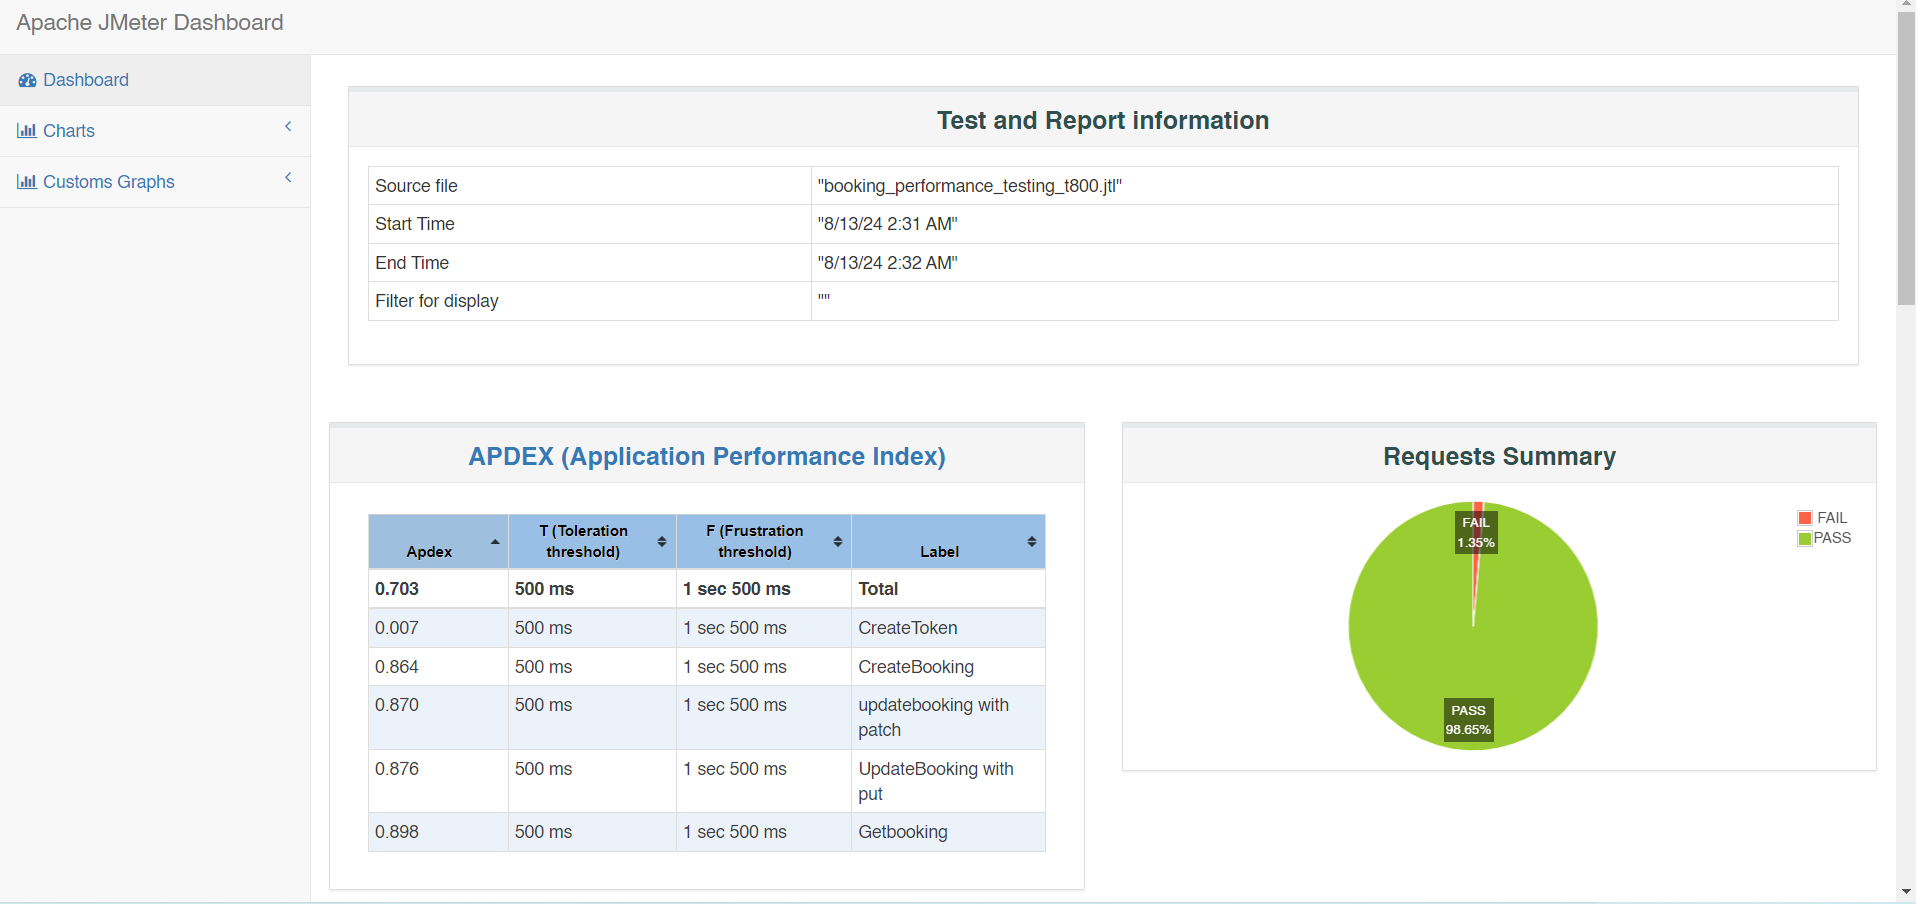 Apache JMeter Dashboard
Dashboard
Charts
Customs Graphs
Test and Report information
Source file "booking_performance_testing_t800.jtl"
Start Time "8/13/24 2:31 AM"
End Time "8/13/24 2:32 AM"
Filter for display ""
APDEX (Application Performance Index)
Apdex T (Toleration threshold) F (Frustration threshold) Label
0.703 500 ms 1 sec 500 ms Total
0.007 500 ms 1 sec 500 ms CreateToken
0.864 500 ms 1 sec 500 ms CreateBooking
0.870 500 ms 1 sec 500 ms updatebooking with
patch
0.876 500 ms 1 sec 500 ms UpdateBooking with
put
0.898 500 ms 1 sec 500 ms Getbooking
Requests Summary
FAIL
1.35%
PASS
98.65%
FAIL
PASS